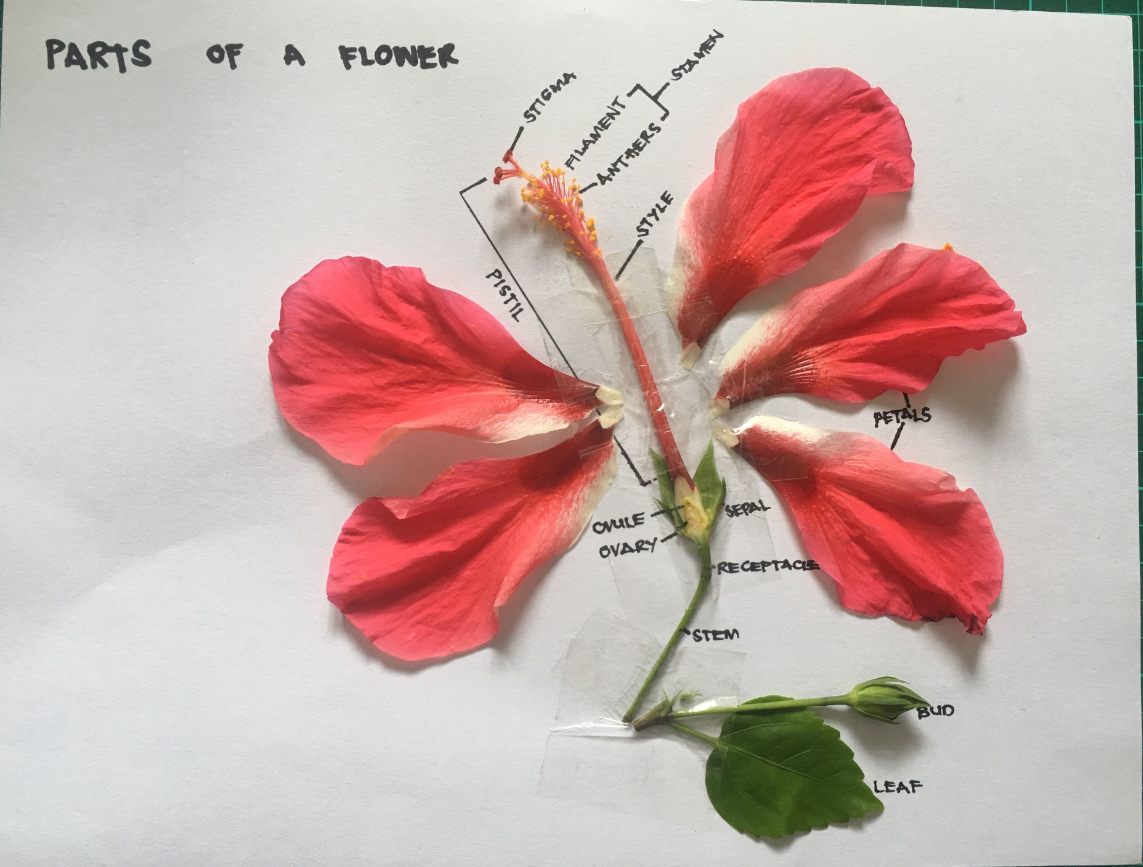 PARTS OF A FLOWER
STAMEN
STIGMA
FILAMENT
ANTHERS
STYLE
PISTIL
PETALS
OVULE
SEPAL
OVARY
RECEPTACLE
STEM
BUD
LEAF